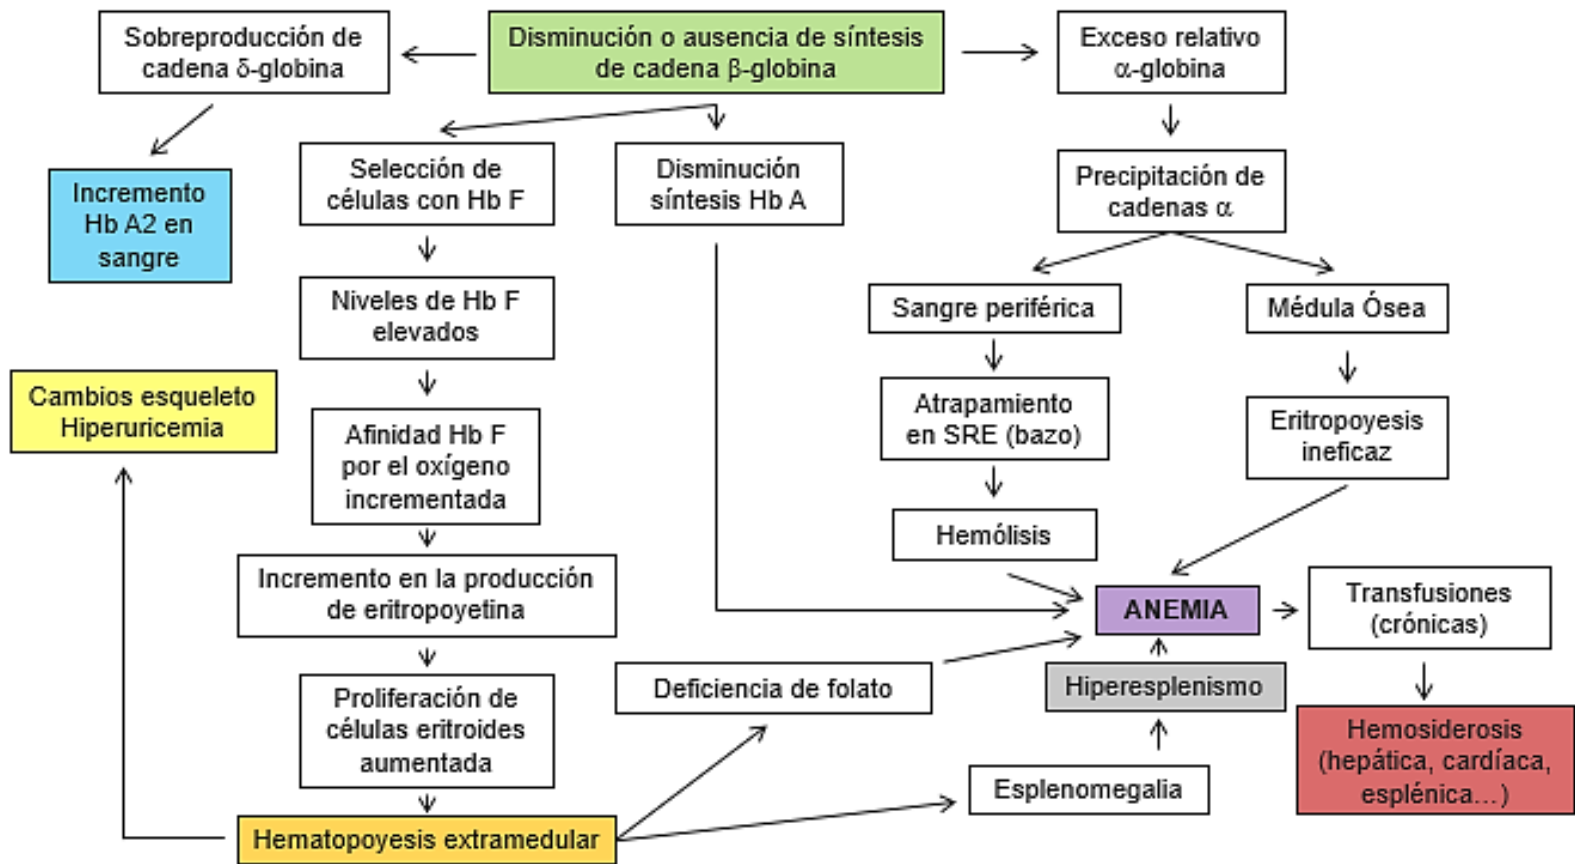 Sobreproducción de
cadena δ-globina
Disminución o ausencia de síntesis
de cadena β-globina
Exceso relativo
α-globina
Incremento
Hb A2 en
sangre
Selección de
células con Hb F
Disminución
síntesis Hb A
Precipitación de
cadenas α
Niveles de Hb F
elevados
Sangre periférica
Médula Ósea
Cambios esqueleto
Hiperuricemia
Afinidad Hb F
por el oxígeno
incrementada
Atrapamiento
en SRE (bazo)
Eritropoyesis
ineficaz
Hemólisis
Incremento en la producción
de eritropoyetina
ANEMIA
Transfusiones
(crónicas)
Proliferación de
células eritroides
aumentada
Deficiencia de folato
Hiperesplenismo
Hemosiderosis
(hepática, cardíaca,
esplénica...)
Esplenomegalia
Hematopoyesis extramedular